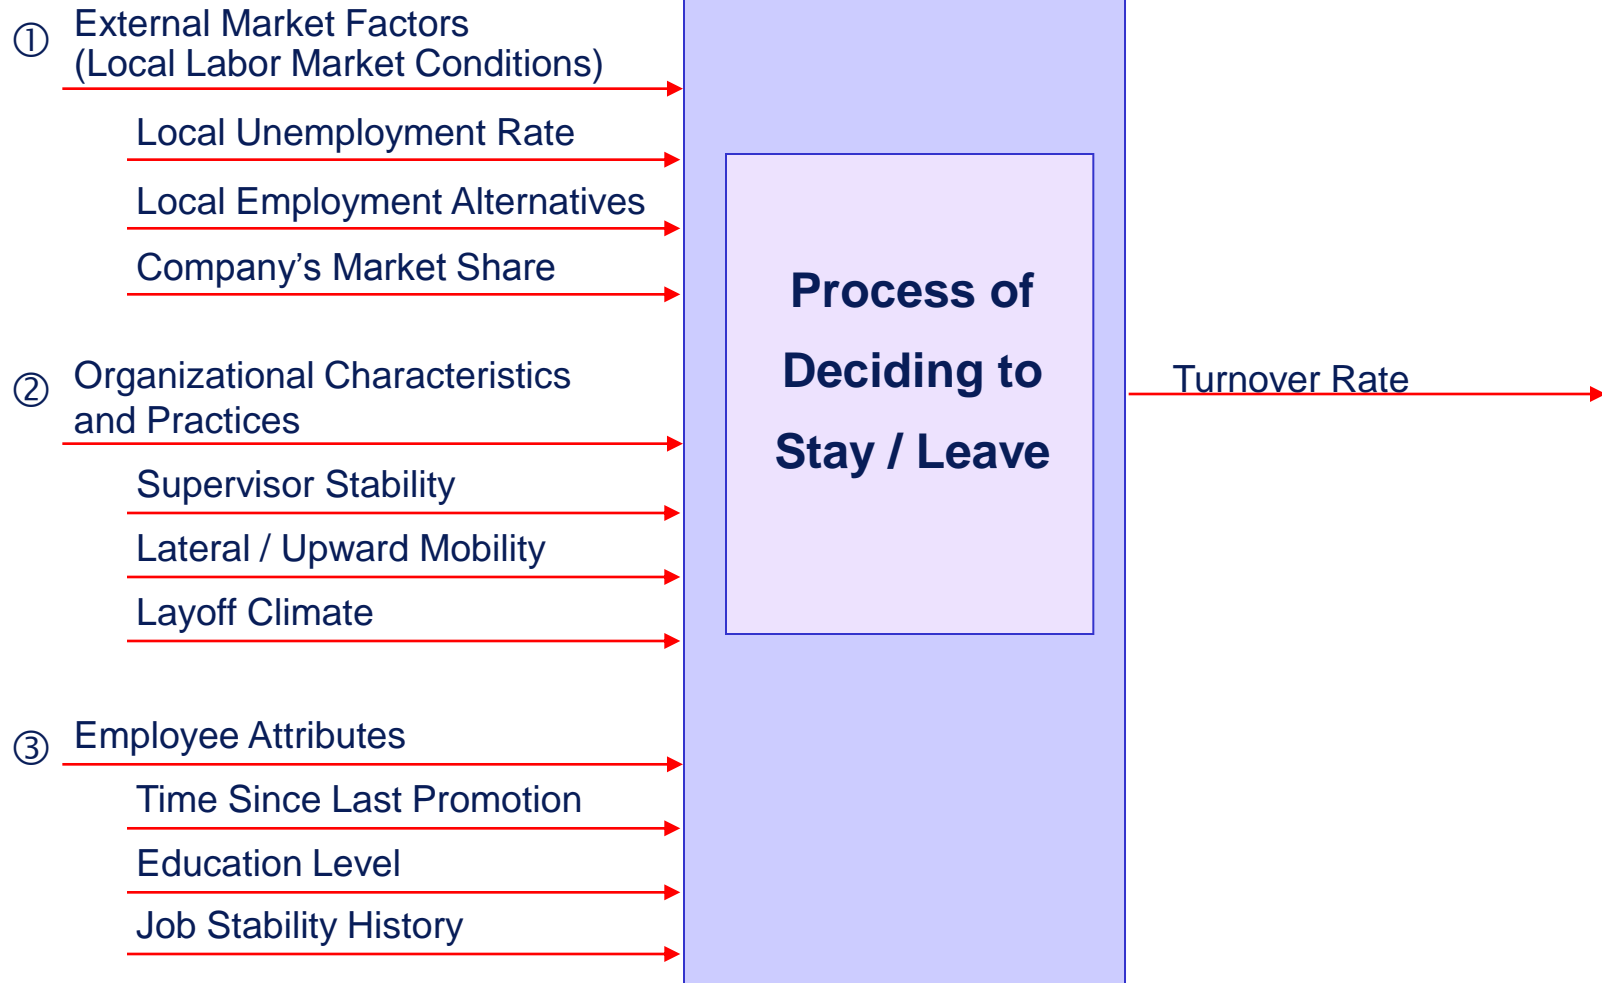 ① External Market Factors
(Local Labor Market Conditions)
Local Unemployment Rate
Local Employment Alternatives
Company’s Market Share
② Organizational Characteristics
and Practices
Supervisor Stability
Lateral / Upward Mobility
Layoff Climate
③ Employee Attributes
Time Since Last Promotion
Education Level
Job Stability History
Process of
Deciding to
Stay / Leave
Turnover Rate